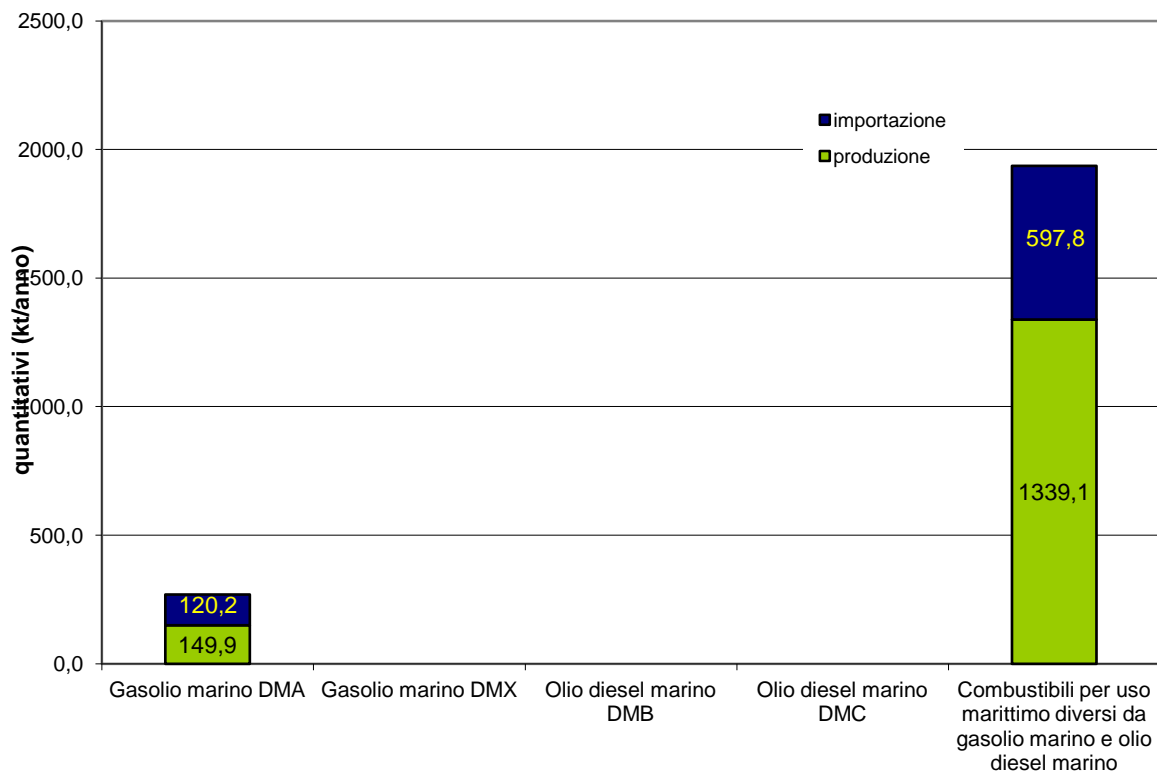 2500,0
2000,0
1500,0
1000,0
500,0
0,0
quantitativi (kt/anno)
importazione
produzione
597,8
1339,1
120,2
149,9
Gasolio marino DMA
Gasolio marino DMX
Olio diesel marino
DMB
Olio diesel marino
DMC
Combustibili per uso
marittimo diversi da
gasolio marino e olio
diesel marino